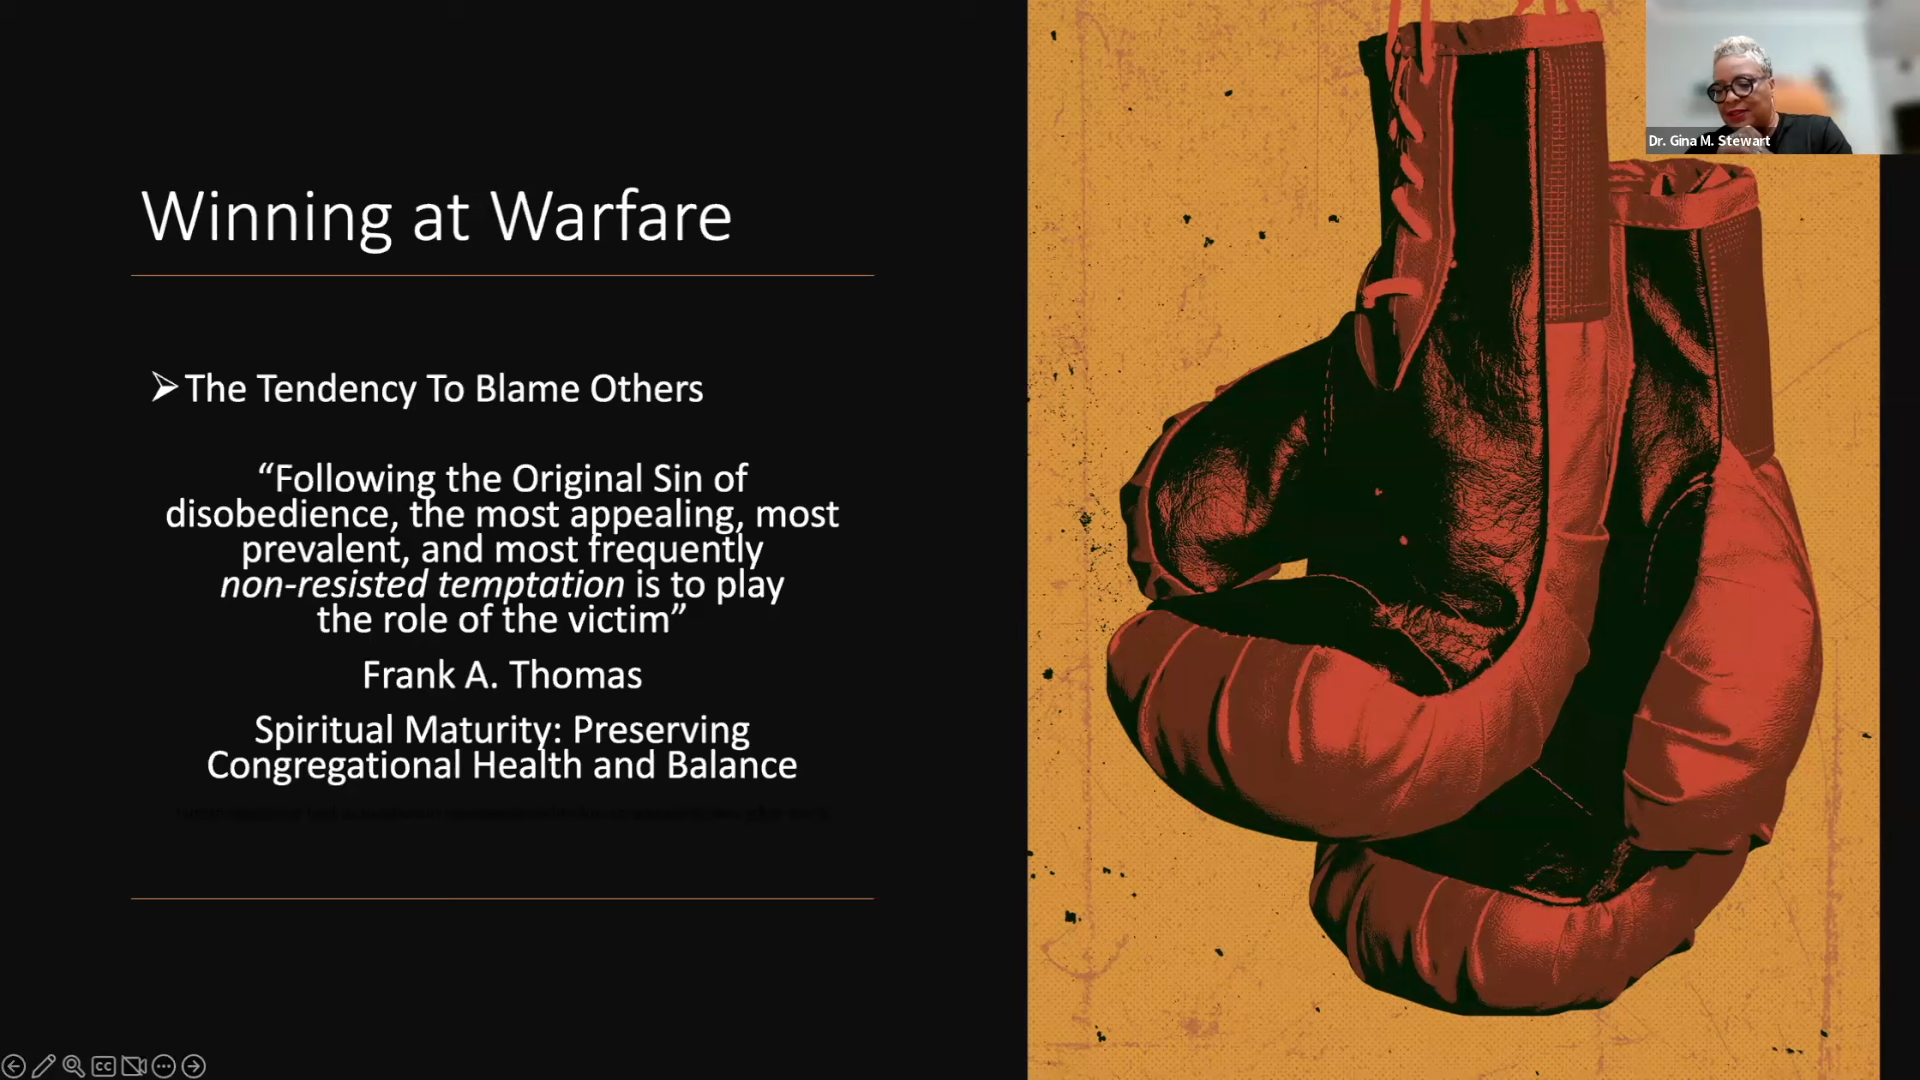 Dr. Gina M. Stewart
Winning at Warfare
➢The Tendency To Blame Others
“Following the Original Sin of
disobedience, the most appealing, most
prevalent, and most frequently
non-resisted temptation is to play
the role of the victim”
Frank A. Thomas
Spiritual Maturity: Preserving
Congregational Health and Balance
CC